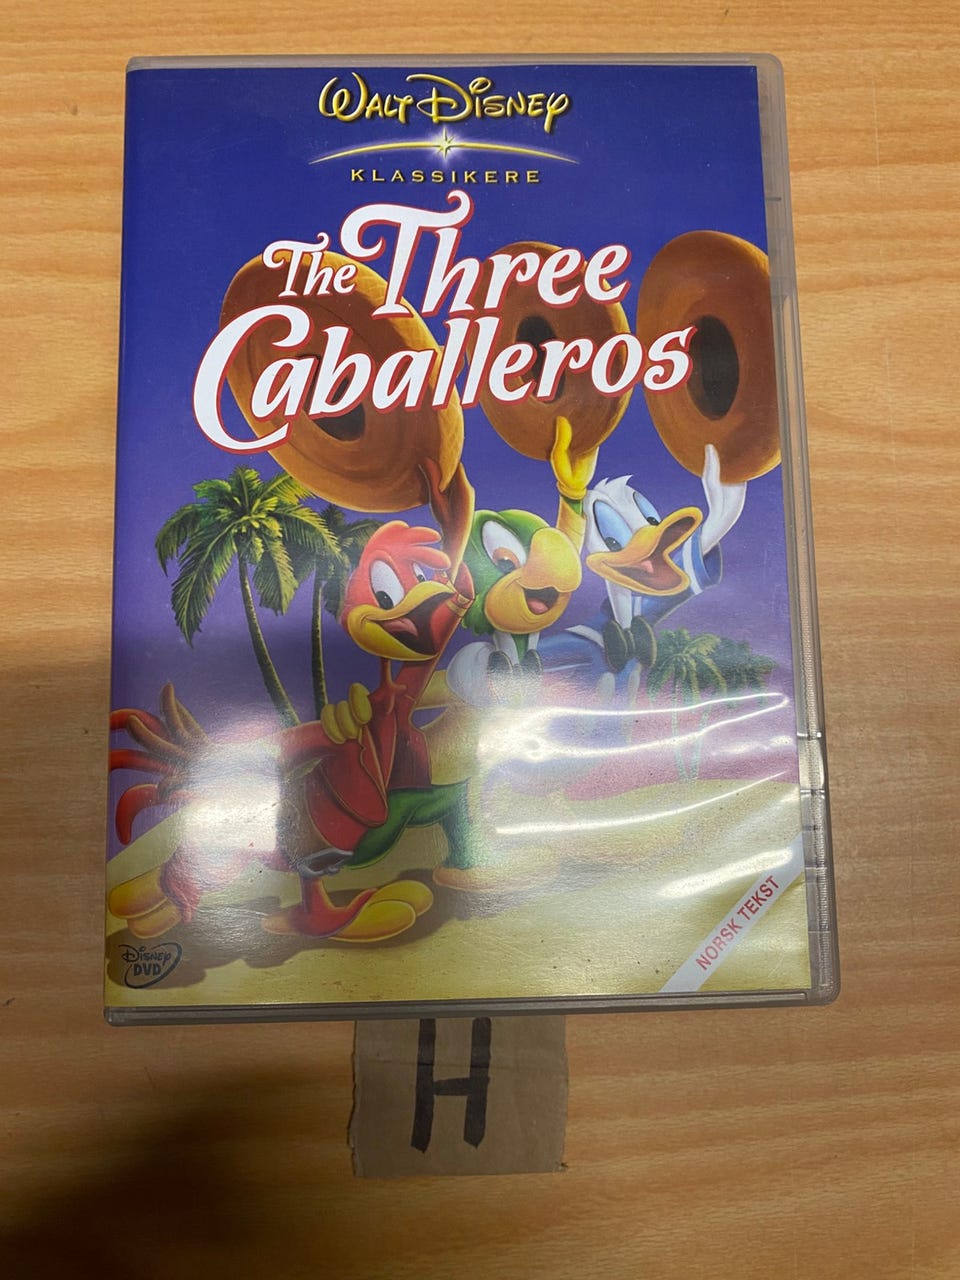 WALT DISNEY
KLASSIKERE
The Three
Caballeros
NORSK TEKST
DISNEY
DVD
H